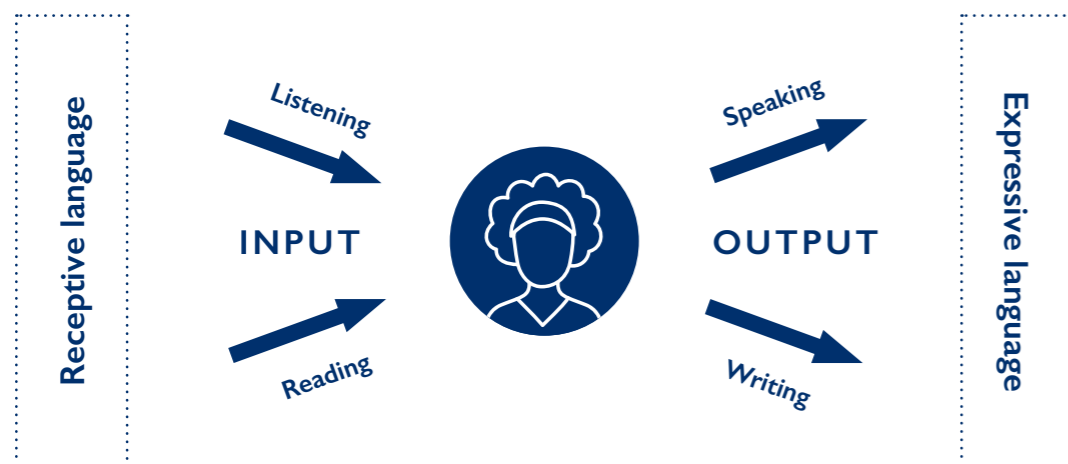 Receptive language
Listening
INPUT
Reading
Speaking
OUTPUT
Writing
Expressive language